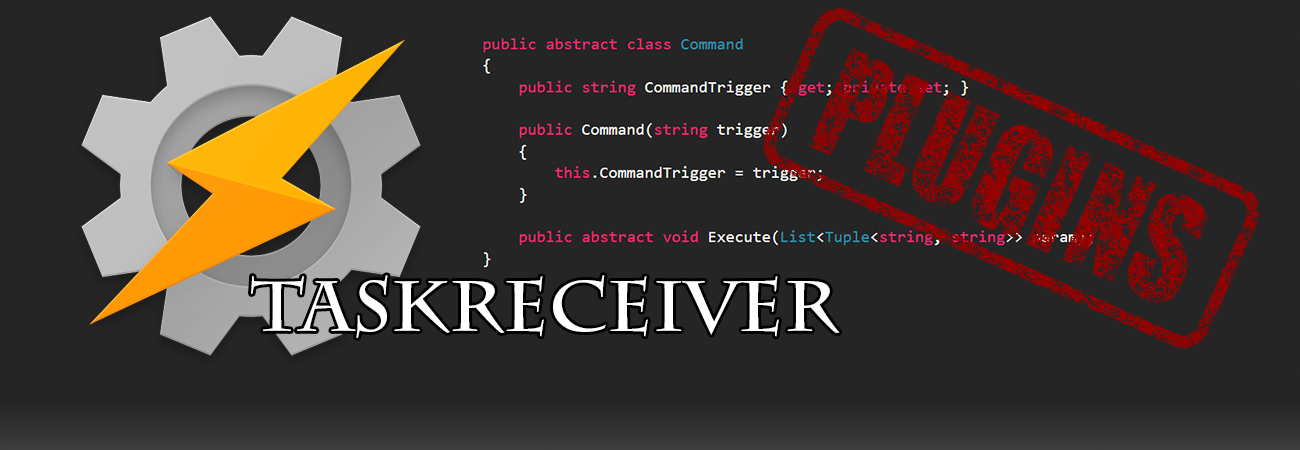 public abstract class Command
{
public string CommandTrigger { get; private set; }
public Command(string trigger)
{
this.CommandTrigger = trigger;
}
public abstract void Execute(List<Tuple<string, string>> params
}
PLUGINS
TASKRECEIVER